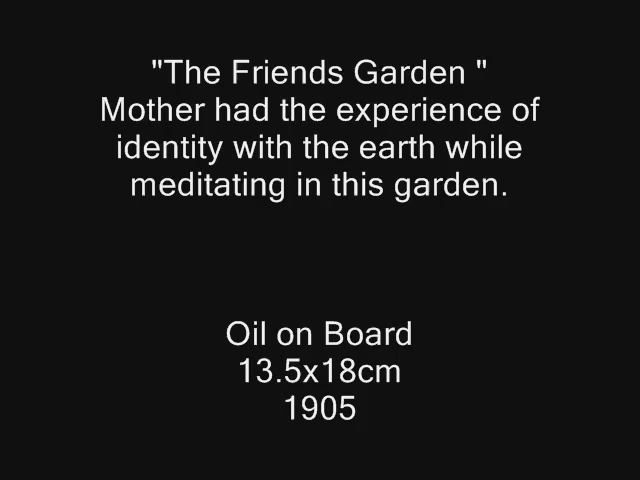 "The Friends Garden "
Mother had the experience of
identity with the earth while
meditating in this garden.
Oil on Board
13.5x18cm
1905